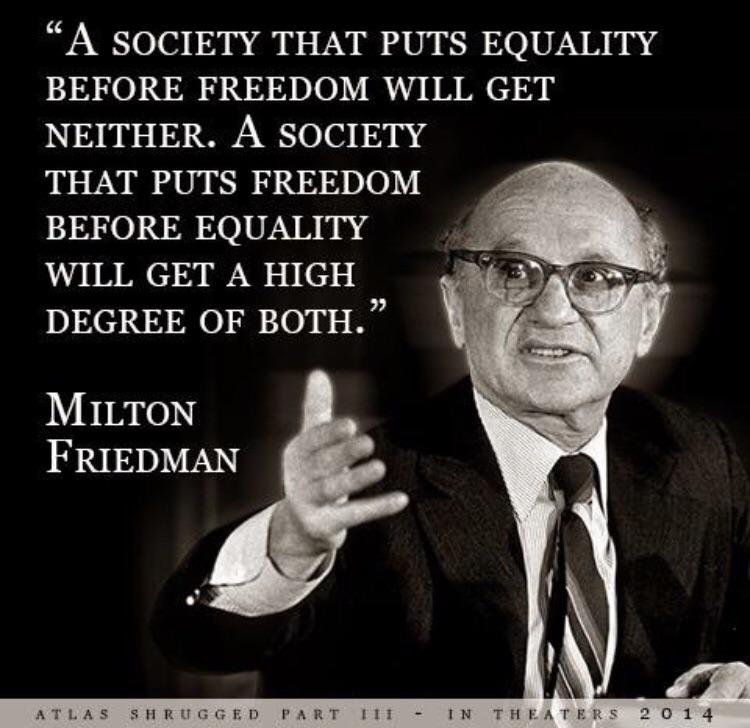 “A SOCIETY THAT PUTS EQUALITY
BEFORE FREEDOM WILL GET
NEITHER. A SOCIETY
THAT PUTS FREEDOM
BEFORE EQUALITY
WILL GET A HIGH
DEGREE OF BOTH.”
MILTON
FRIEDMAN
ATLAS SHRUGGED PART III - IN THEATERS 2014